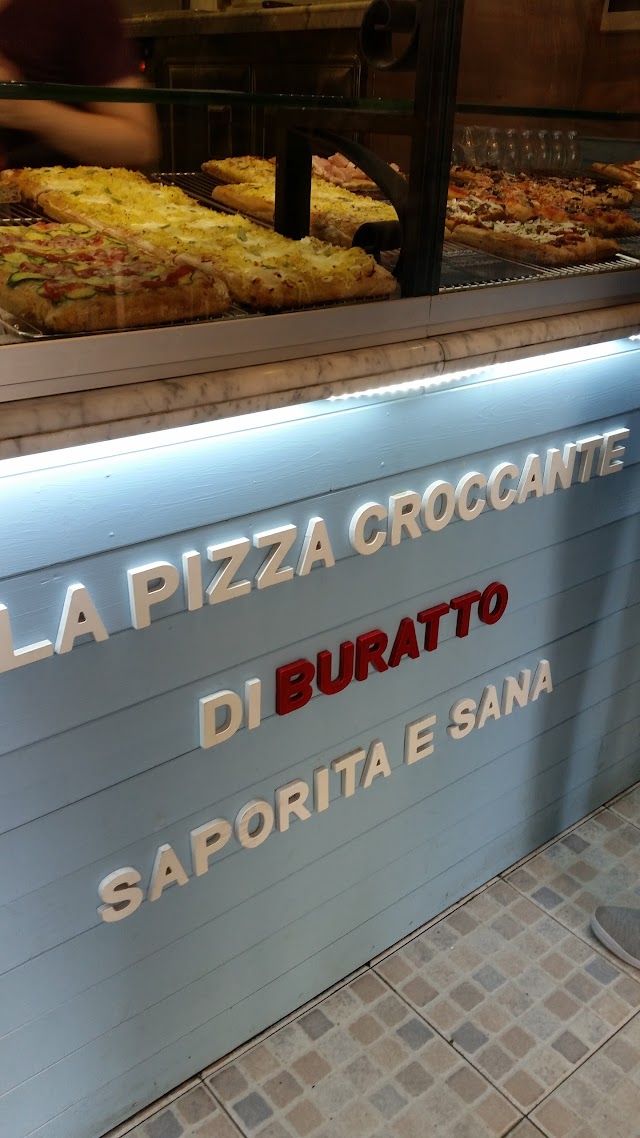 LA PIZZA CROCCANTE
DI BURATTO
SAPORITA E SANA